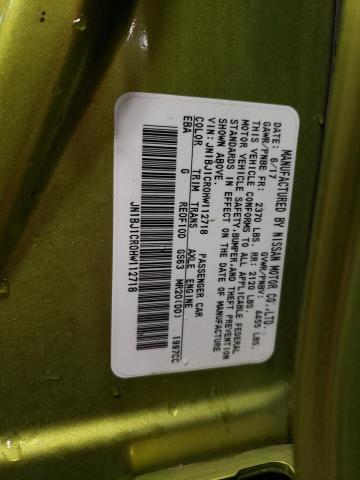 MANUFACTURED BY NISSAN MOTOR CO.,LTD.
DATE: 6/17 GVWR/PNBV: 4455 LBS.
GAWR/PNBE FR: 2370 LBS. RR: 2120 LBS.
THIS VEHICLE CONFORMS TO ALL APPLICABLE FEDERAL
MOTOR VEHICLE SAFETY,BUMPER,AND THEFT PREVENTION
STANDARDS IN EFFECT ON THE DATE OF MANUFACTURE
SHOWN ABOVE.
VIN:JN1BJ1CR0HW112718 PASSENGER CAR
COLOR TRIM TRANS AXLE ENGINE
EBA G RE0F10D GS63 MR20(DD) 1997CC
JN1BJ1CR0HW112718